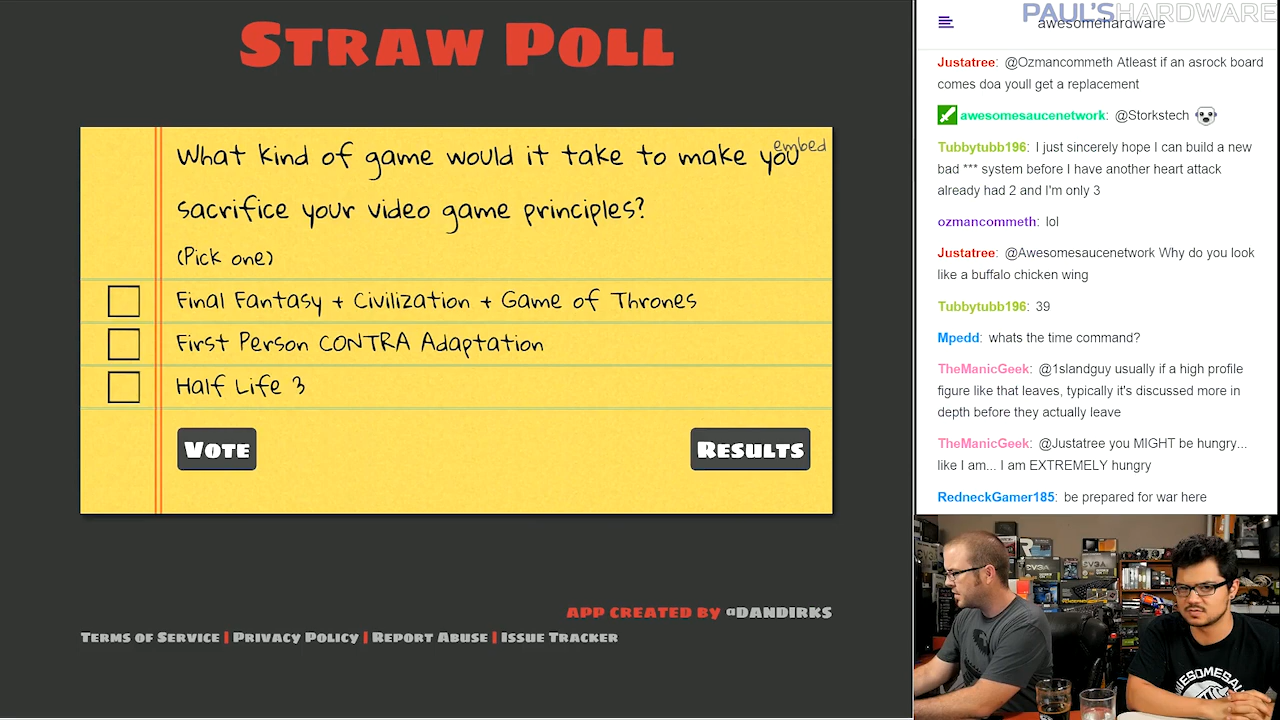 STRAW POLL
embed
What kind of game would it take to make you
sacrifice your video game principles?
(Pick one)
Final Fantasy + Civilization + Game of Thrones
First Person CONTRA Adaptation
Half Life 3
VOTE
RESULTS
APP CREATED BY @DANDIRKS
TERMS OF SERVICE | PRIVACY POLICY | REPORT ABUSE | ISSUE TRACKER
PAUL'S HARDWARE
awesomehardware
Justatree: @Ozmancommeth Atleast if an asrock board
comes doa youll get a replacement
awesomesaucenetwork: @Storkstech
Tubbytubb196: I just sincerely hope I can build a new
bad *** system before I have another heart attack
already had 2 and I'm only 3
ozmancommeth: lol
Justatree: @Awesomesaucenetwork Why do you look
like a buffalo chicken wing
Tubbytubb196: 39
Mpedd: whats the time command?
TheManicGeek: @1slandguy usually if a high profile
figure like that leaves, typically it's discussed more in
depth before they actually leave
TheManicGeek: @Justatree you MIGHT be hungry...
like I am... I am EXTREMELY hungry
RedneckGamer185: be prepared for war here
EVGA
EVGA
AWESOMESAU